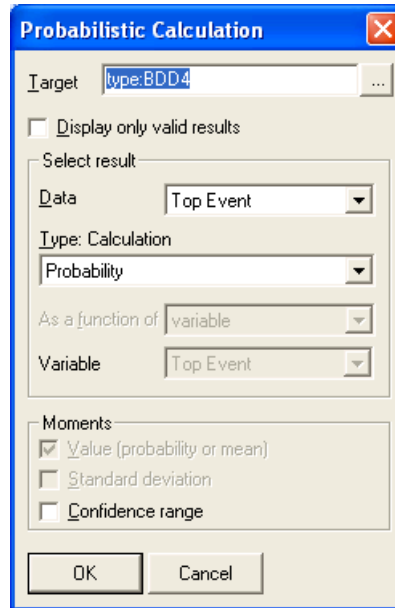 Probabilistic Calculation
Target type:BDD4 ...
Display only valid results
Select result
Data Top Event
Type: Calculation
Probability
As a function of variable
Variable Top Event
Moments
Value (probability or mean)
Standard deviation
Confidence range
OK Cancel